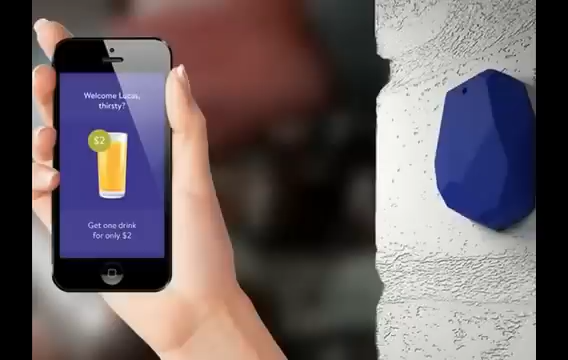 Welcome Lucas,
thirsty?
$2
Get one drink
for only $2